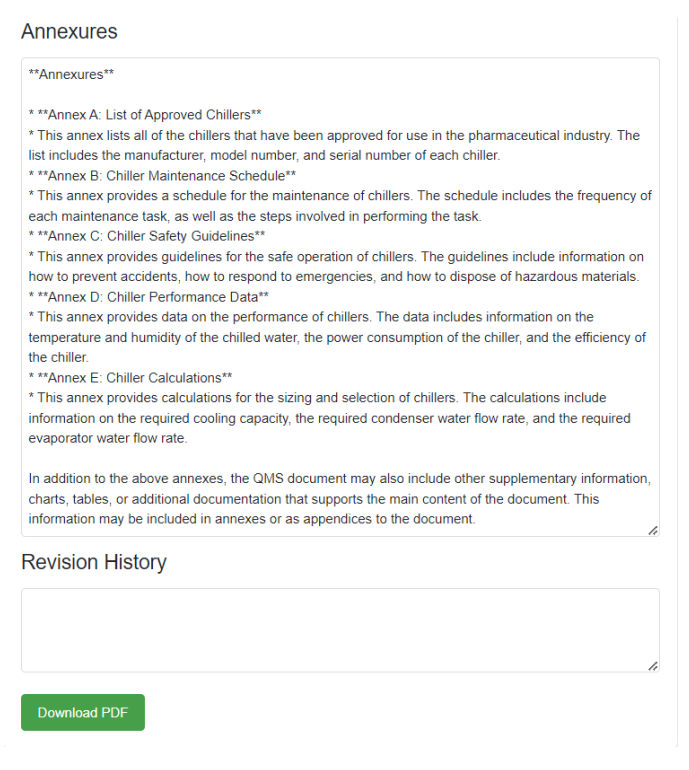 Annexures
**Annexures**
* **Annex A: List of Approved Chillers**
* This annex lists all of the chillers that have been approved for use in the pharmaceutical industry. The
list includes the manufacturer, model number, and serial number of each chiller.
* **Annex B: Chiller Maintenance Schedule**
* This annex provides a schedule for the maintenance of chillers. The schedule includes the frequency of
each maintenance task, as well as the steps involved in performing the task.
* **Annex C: Chiller Safety Guidelines**
* This annex provides guidelines for the safe operation of chillers. The guidelines include information on
how to prevent accidents, how to respond to emergencies, and how to dispose of hazardous materials.
* **Annex D: Chiller Performance Data**
* This annex provides data on the performance of chillers. The data includes information on the
temperature and humidity of the chilled water, the power consumption of the chiller, and the efficiency of
the chiller.
* **Annex E: Chiller Calculations**
* This annex provides calculations for the sizing and selection of chillers. The calculations include
information on the required cooling capacity, the required condenser water flow rate, and the required
evaporator water flow rate.
In addition to the above annexes, the QMS document may also include other supplementary information,
charts, tables, or additional documentation that supports the main content of the document. This
information may be included in annexes or as appendices to the document.
Revision History
Download PDF